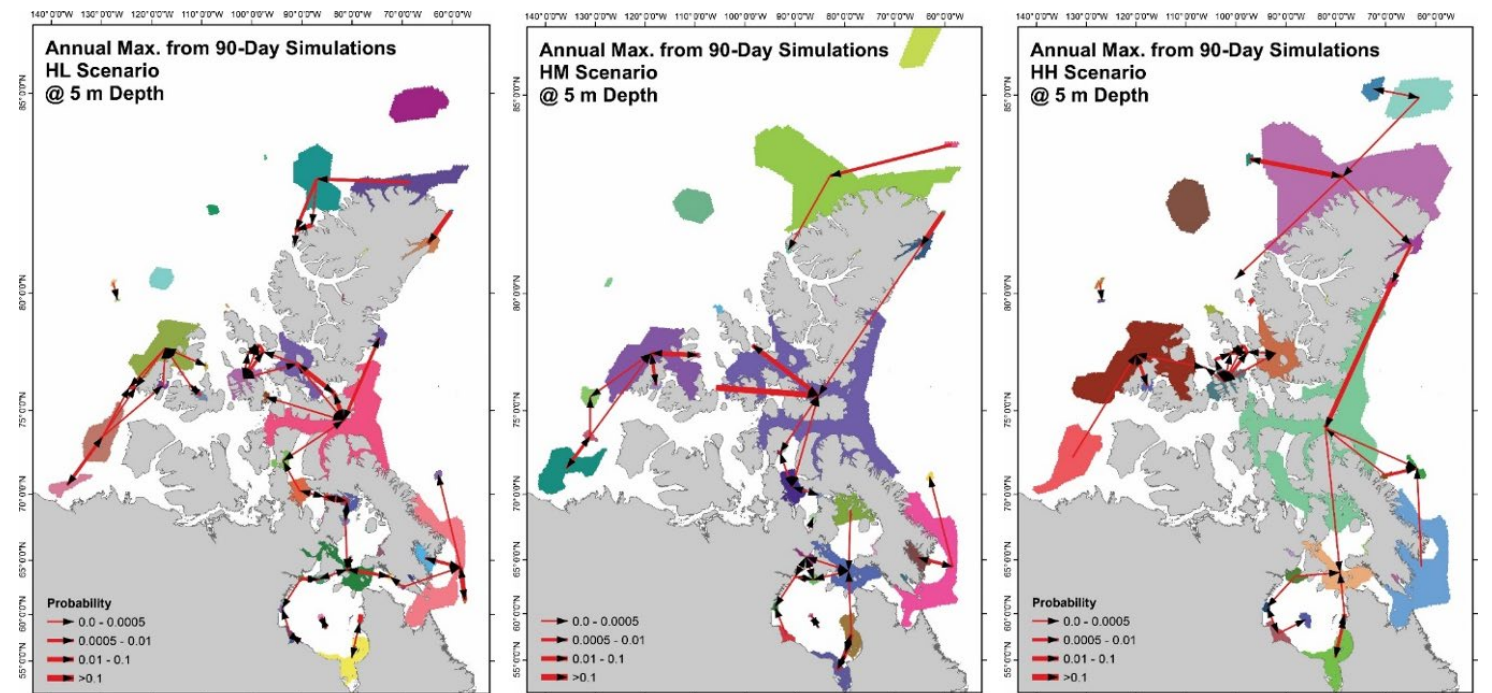 140°0'0"W 130°0'0"W 120°0'0"W 110°0'0"W 100°0'0"W 90°0'0"W 80°0'0"W 70°0'0"W 60°0'0"W
Annual Max. from 90-Day Simulations
HL Scenario
@ 5 m Depth
85°0'0"N
80°0'0"N
75°0'0"N
70°0'0"N
65°0'0"N
60°0'0"N
55°0'0"N
Probability
0.0 - 0.0005
0.0005 - 0.01
0.01 - 0.1
>0.1
140°0'0"W 130°0'0"W 120°0'0"W 110°0'0"W 100°0'0"W 90°0'0"W 80°0'0"W 70°0'0"W 60°0'0"W
Annual Max. from 90-Day Simulations
HM Scenario
@ 5 m Depth
85°0'0"N
80°0'0"N
75°0'0"N
70°0'0"N
65°0'0"N
60°0'0"N
55°0'0"N
0.0 - 0.0005
0.0005 - 0.01
0.01 - 0.1
>0.1
140°0'0"W 130°0'0"W 120°0'0"W 110°0'0"W 100°0'0"W 90°0'0"W 80°0'0"W 70°0'0"W 60°0'0"W
Annual Max. from 90-Day Simulations
HH Scenario
@ 5 m Depth
85°0'0"N
80°0'0"N
75°0'0"N
70°0'0"N
65°0'0"N
60°0'0"N
55°0'0"N
Probability
0.0 - 0.0005
0.0005 - 0.01
0.01 - 0.1
>0.1